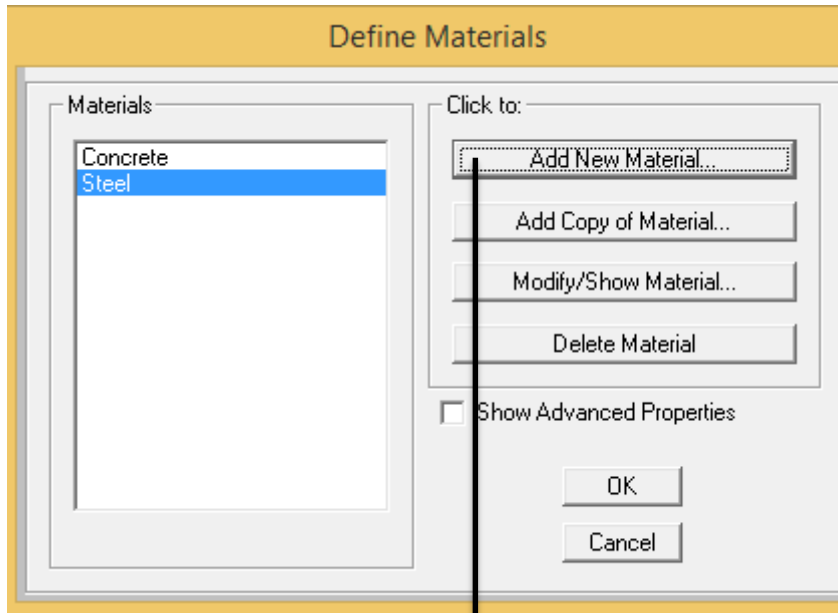 Define Materials
Materials
Concrete
Steel
Click to:
Add New Material...
Add Copy of Material...
Modify/Show Material...
Delete Material
Show Advanced Properties
OK
Cancel